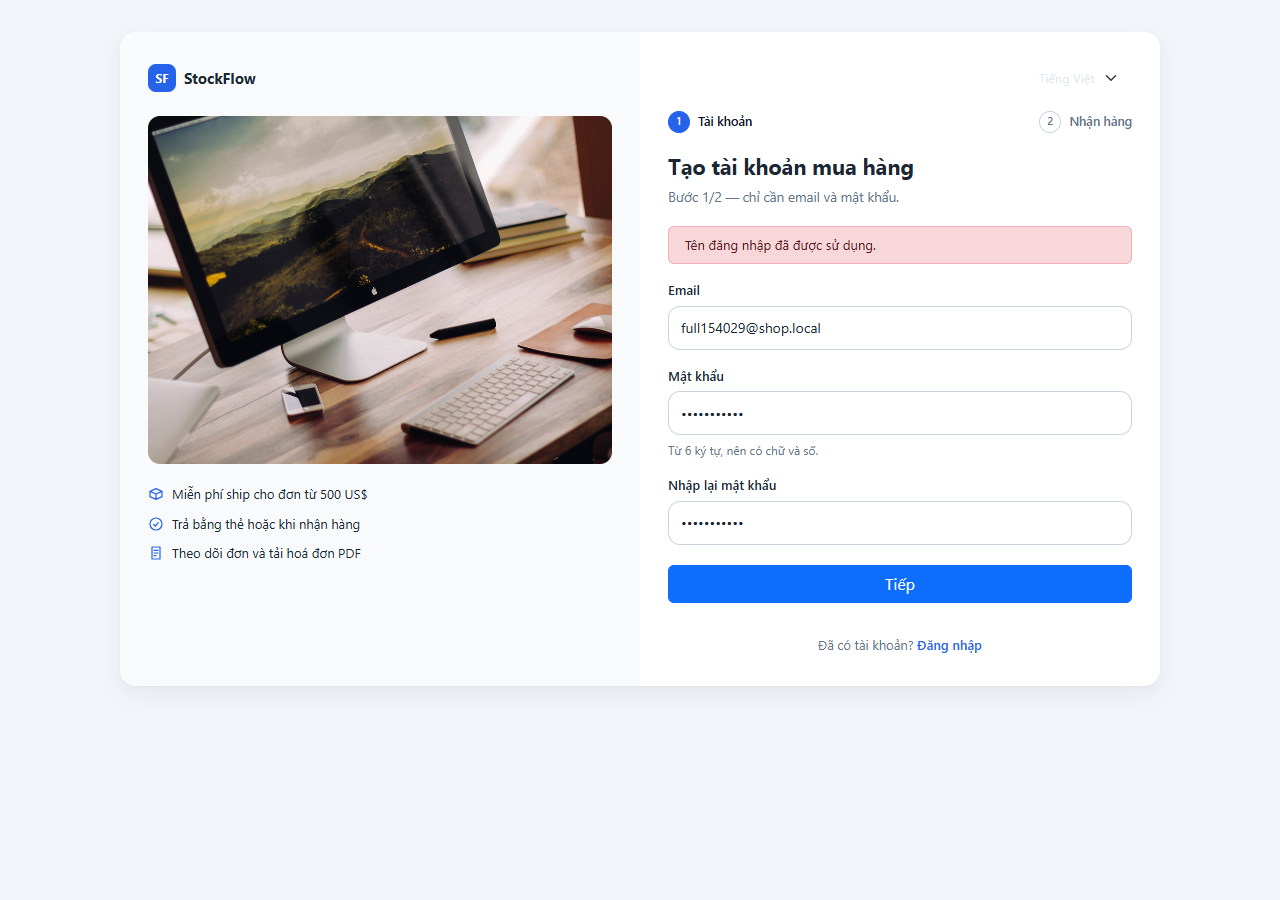 SF StockFlow
Tiếng Việt
1 Tài khoản
2 Nhận hàng
Tạo tài khoản mua hàng
Bước 1/2 — chỉ cần email và mật khẩu.
Tên đăng nhập đã được sử dụng.
Email
full154029@shop.local
Mật khẩu
•••••••••••
Từ 6 ký tự, nên có chữ và số.
Nhập lại mật khẩu
•••••••••••
Tiếp
Đã có tài khoản? Đăng nhập
Miễn phí ship cho đơn từ 500 US$
Trả bằng thẻ hoặc khi nhận hàng
Theo dõi đơn và tải hoá đơn PDF